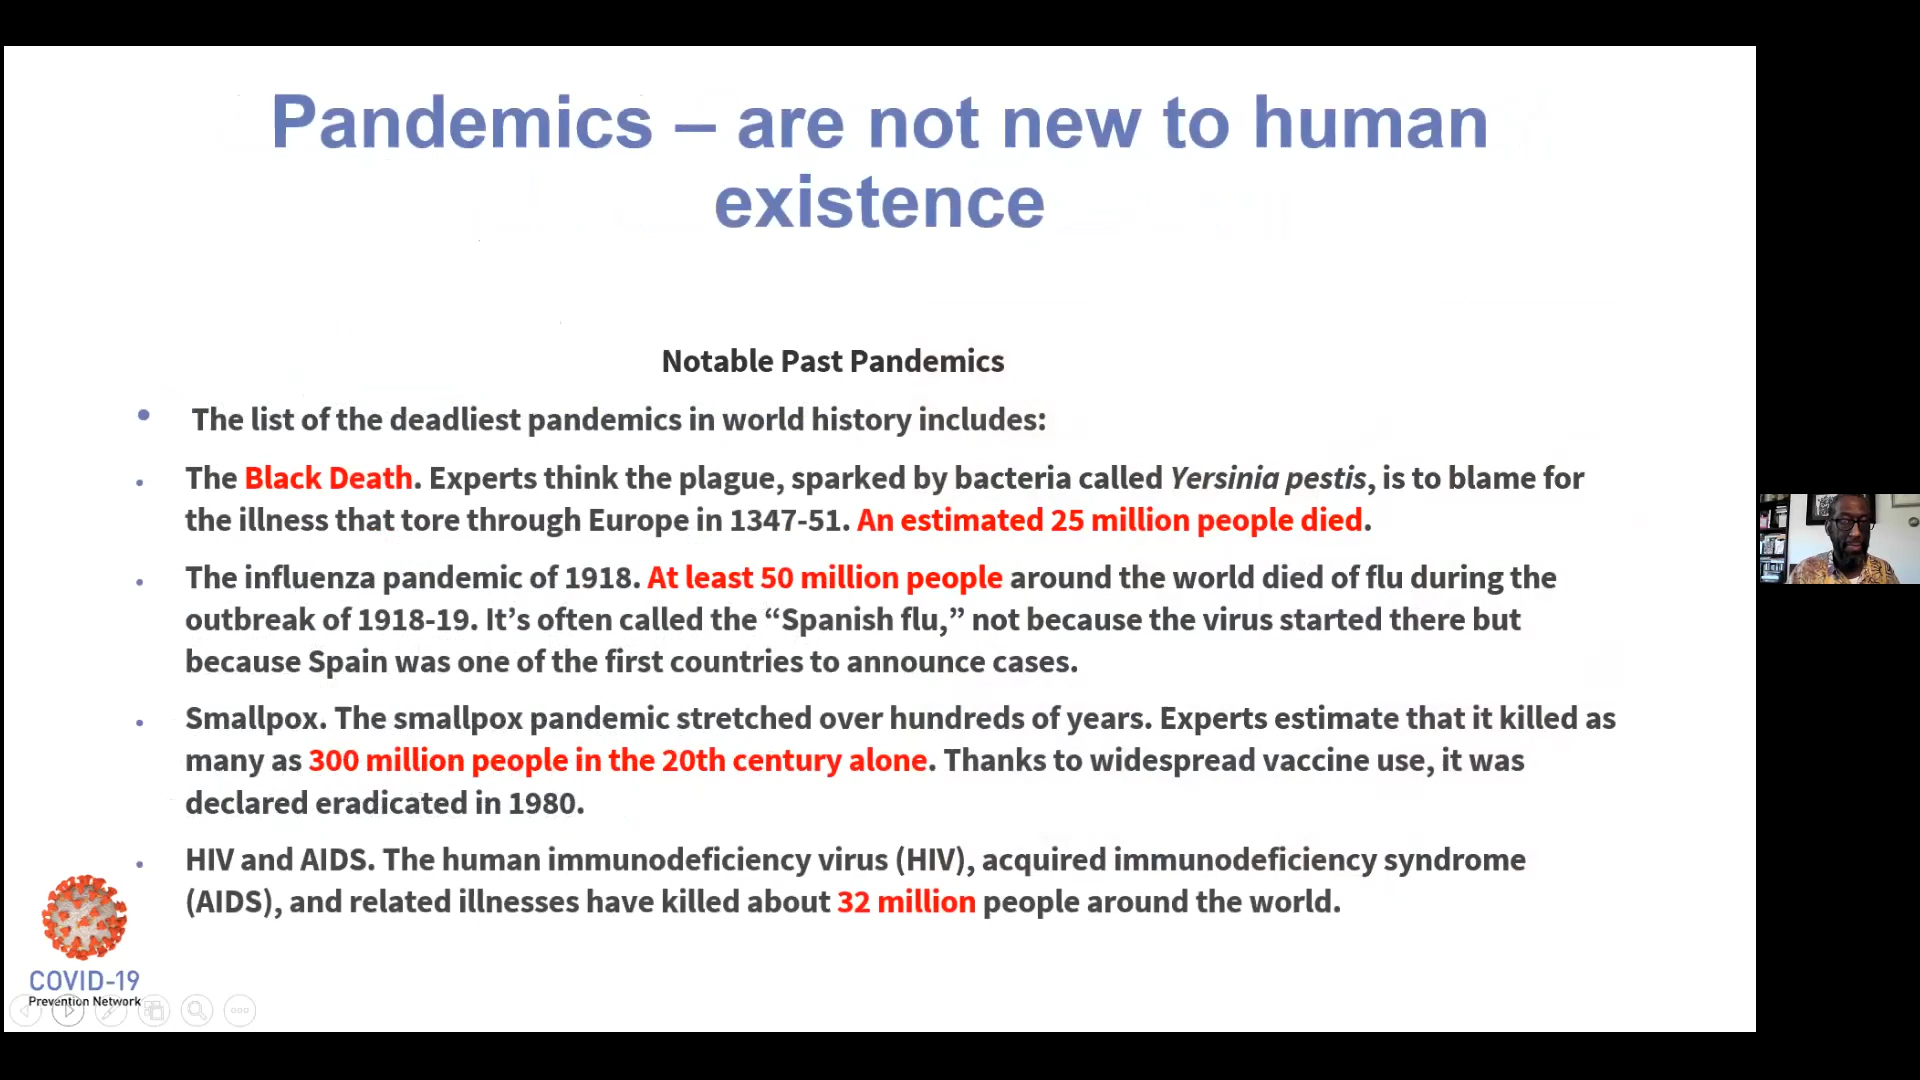 Pandemics – are not new to human
existence
Notable Past Pandemics
• The list of the deadliest pandemics in world history includes:
• The Black Death. Experts think the plague, sparked by bacteria called Yersinia pestis, is to blame for
the illness that tore through Europe in 1347-51. An estimated 25 million people died.
• The influenza pandemic of 1918. At least 50 million people around the world died of flu during the
outbreak of 1918-19. It’s often called the “Spanish flu,” not because the virus started there but
because Spain was one of the first countries to announce cases.
• Smallpox. The smallpox pandemic stretched over hundreds of years. Experts estimate that it killed as
many as 300 million people in the 20th century alone. Thanks to widespread vaccine use, it was
declared eradicated in 1980.
• HIV and AIDS. The human immunodeficiency virus (HIV), acquired immunodeficiency syndrome
(AIDS), and related illnesses have killed about 32 million people around the world.
COVID-19
Prevention Network